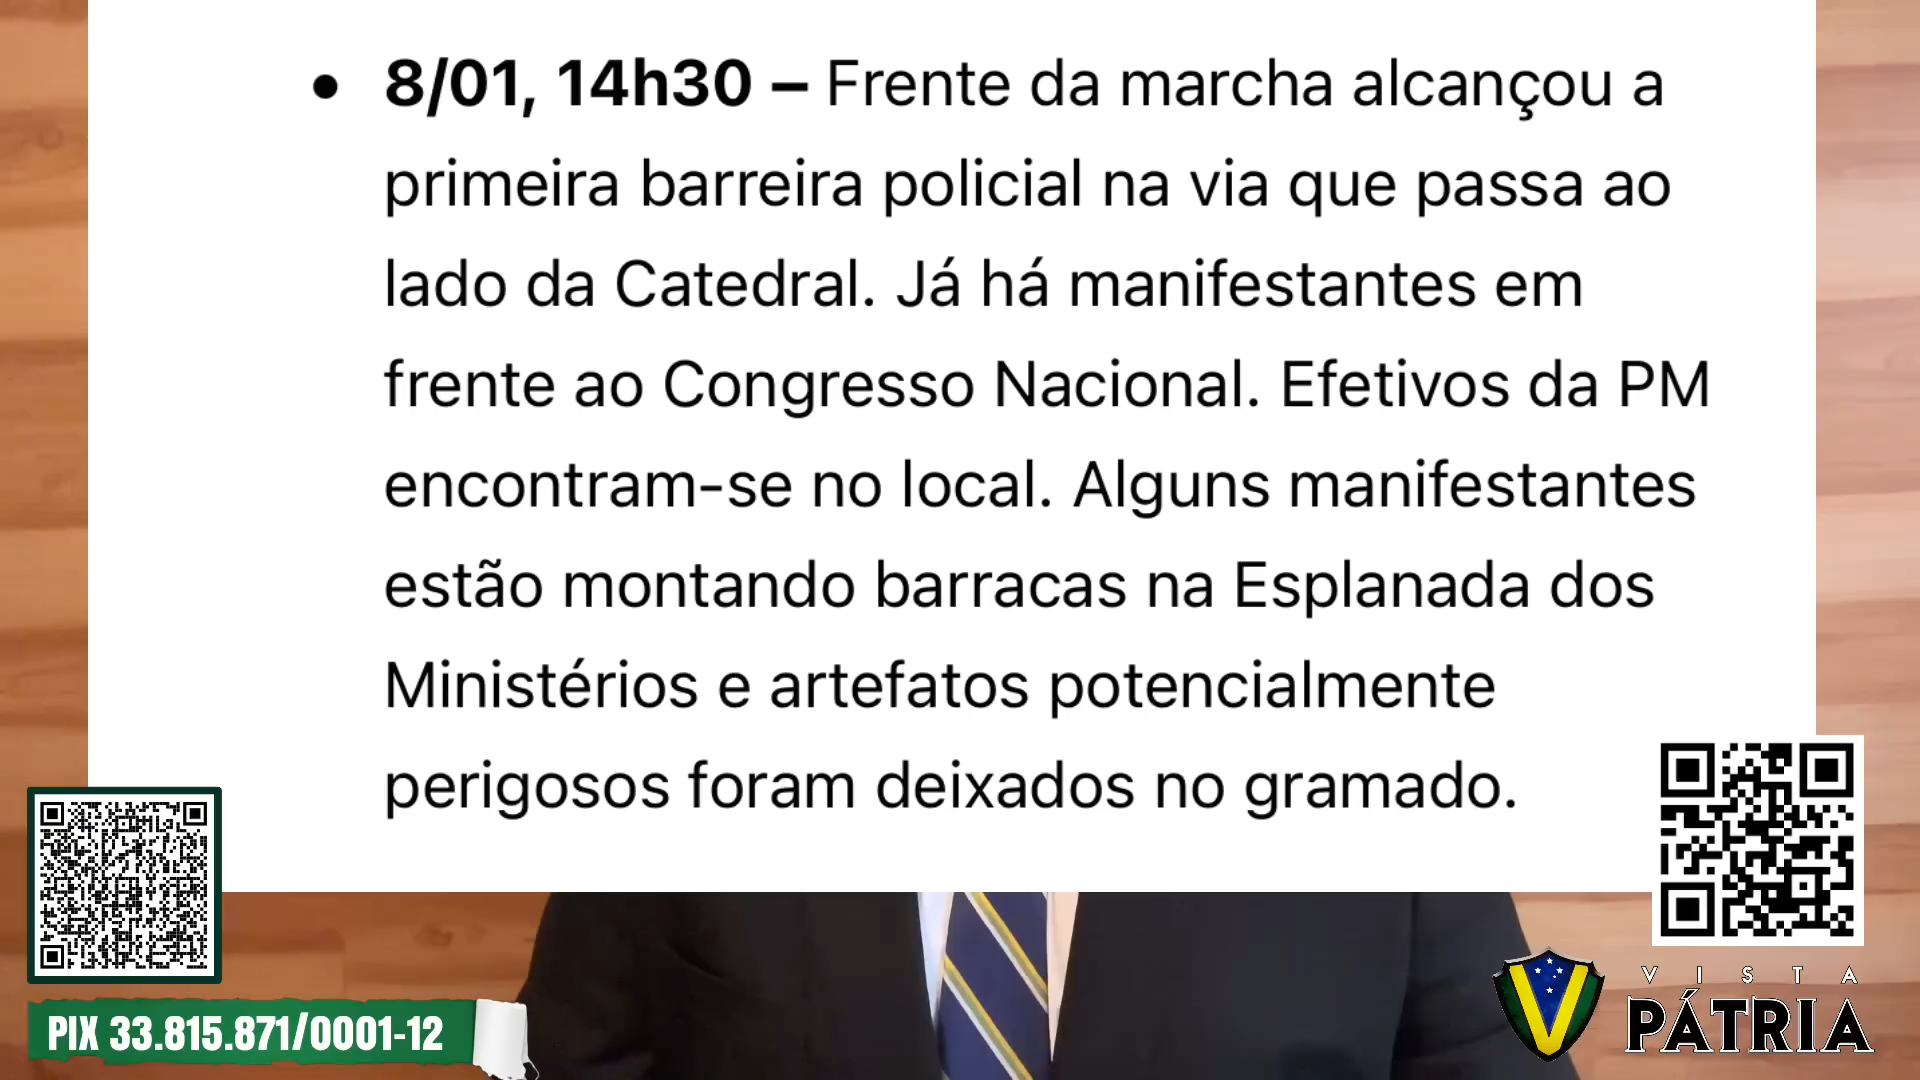 • 8/01, 14h30 – Frente da marcha alcançou a
primeira barreira policial na via que passa ao
lado da Catedral. Já há manifestantes em
frente ao Congresso Nacional. Efetivos da PM
encontram-se no local. Alguns manifestantes
estão montando barracas na Esplanada dos
Ministérios e artefatos potencialmente
perigosos foram deixados no gramado.
PIX 33.815.871/0001-12
V
VISTA
PÁTRIA